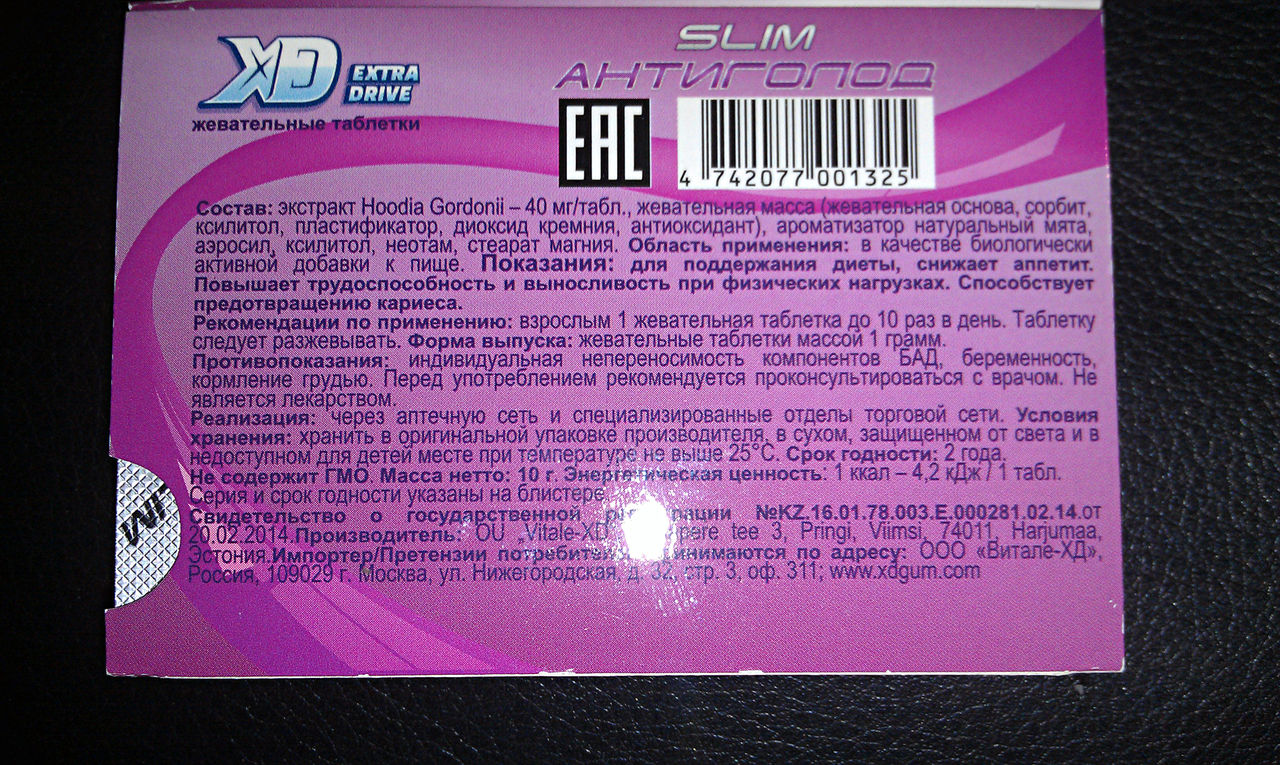 XD EXTRA DRIVE
жевательные таблетки
SLIM
АНТИГОЛОД
EAC
4 742077 001325
Состав: экстракт Hoodia Gordonii – 40 мг/табл., жевательная масса (жевательная основа, сорбит,
ксилитол, пластификатор, диоксид кремния, антиоксидант), ароматизатор натуральный мята,
аэросил, ксилитол, неотам, стеарат магния. Область применения: в качестве биологически
активной добавки к пище. Показания: для поддержания диеты, снижает аппетит.
Повышает трудоспособность и выносливость при физических нагрузках. Способствует
предотвращению кариеса.
Рекомендации по применению: взрослым 1 жевательная таблетка до 10 раз в день. Таблетку
следует разжевывать. Форма выпуска: жевательные таблетки массой 1 грамм.
Противопоказания: индивидуальная непереносимость компонентов БАД, беременность,
кормление грудью. Перед употреблением рекомендуется проконсультироваться с врачом. Не
является лекарством.
Реализация: через аптечную сеть и специализированные отделы торговой сети. Условия
хранения: хранить в оригинальной упаковке производителя, в сухом, защищенном от света и в
недоступном для детей месте при температуре не выше 25°С. Срок годности: 2 года.
Не содержит ГМО. Масса нетто: 10 г. Энергетическая ценность: 1 ккал – 4,2 кДж / 1 табл.
Серия и срок годности указаны на блистере.
Свидетельство о государственной регистрации №KZ.16.01.78.003.Е.000281.02.14.от
20.02.2014.Производитель: OU „Vitale-XD" tee 3, Pringi, Viimsi, 74011, Harjumaa,
Эстония.Импортер/Претензии потребителей принимаются по адресу: ООО «Витале-ХД»,
Россия, 109029 г. Москва, ул. Нижегородская, д. 32, стр. 3, оф. 311; www.xdgum.com